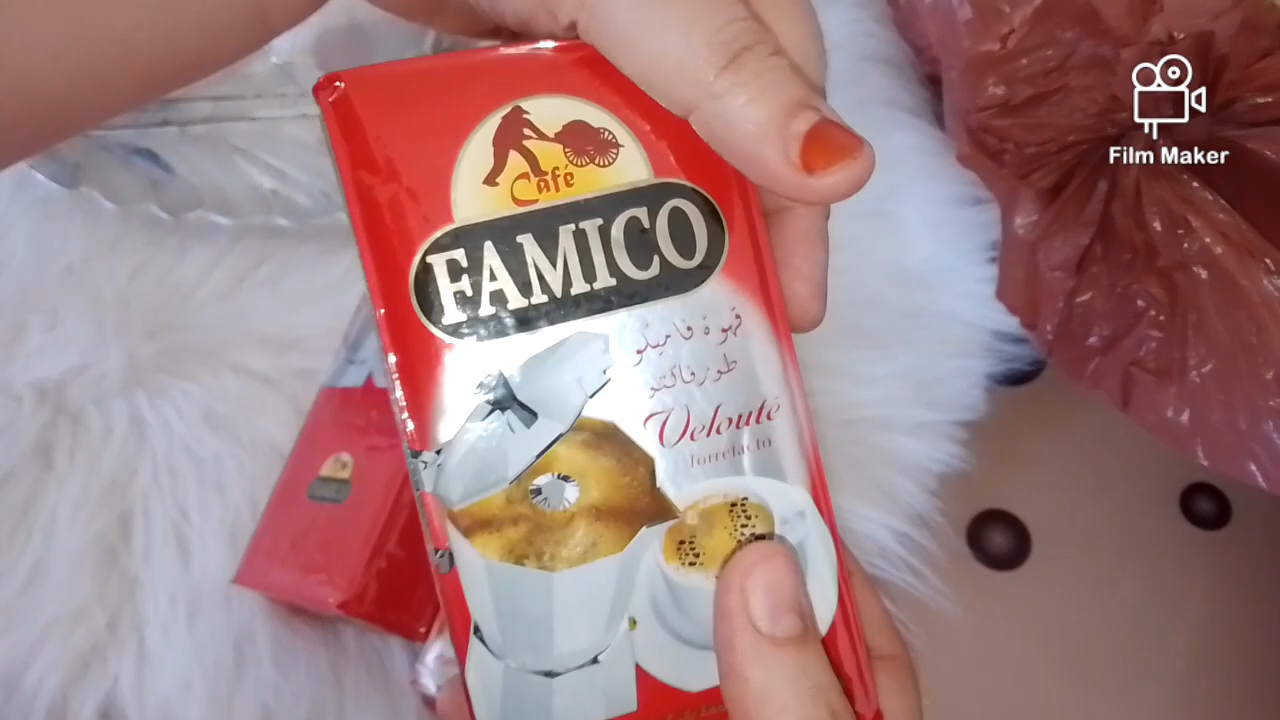 Film Maker
Café
FAMICO
قهوة فاميكو
طورفاكتو
Velouté
Torrefacto